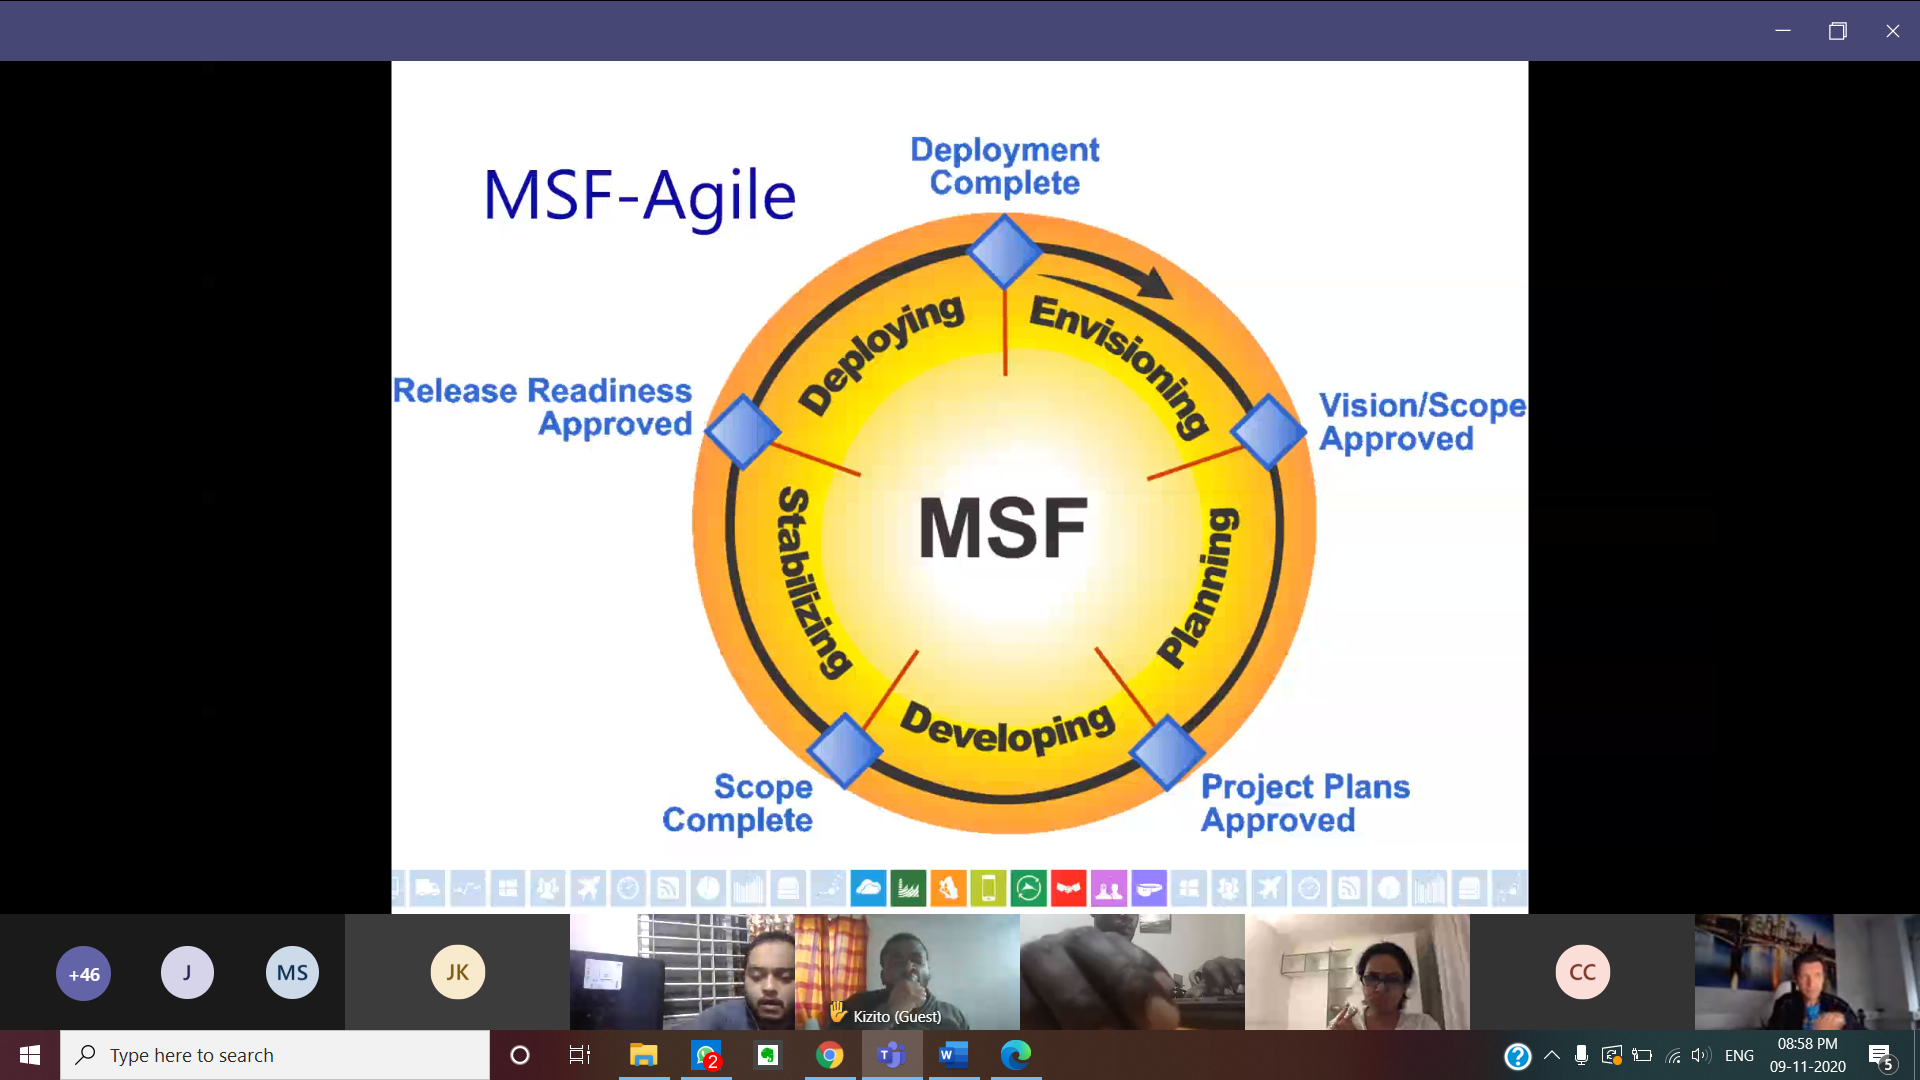 MSF-Agile
Deployment
Complete
Deploying
Envisioning
Release Readiness
Approved
Vision/Scope
Approved
MSF
Stabilizing
Planning
Developing
Scope
Complete
Project Plans
Approved
+46
J
MS
JK
Kizito (Guest)
CC
Type here to search
2
T
W
?
ENG
08:58 PM
09-11-2020
5